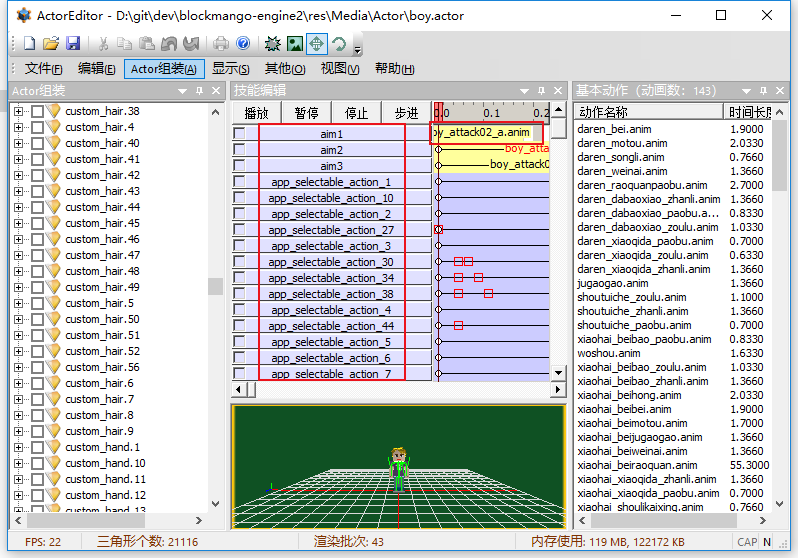 ActorEditor - D:\git\dev\blockmango-engine2\res\Media\Actor\boy.actor
文件(F) 编辑(E) Actor组装(A) 显示(S) 其他(O) 视图(V) 帮助(H)
Actor组装
custom_hair.38
custom_hair.4
custom_hair.40
custom_hair.41
custom_hair.42
custom_hair.43
custom_hair.44
custom_hair.45
custom_hair.46
custom_hair.47
custom_hair.48
custom_hair.49
custom_hair.5
custom_hair.50
custom_hair.51
custom_hair.52
custom_hair.56
custom_hair.6
custom_hair.7
custom_hair.8
custom_hair.9
custom_hand.1
custom_hand.10
custom_hand.11
custom_hand.12
custom_hand.13
技能编辑
播放 暂停 停止 步进 0.0 0.1 0.2
aim1 oy_attack02_a.anim
aim2 boy_atta
aim3 boy_attack0
app_selectable_action_1
app_selectable_action_10
app_selectable_action_2
app_selectable_action_27
app_selectable_action_3
app_selectable_action_30
app_selectable_action_34
app_selectable_action_38
app_selectable_action_4
app_selectable_action_44
app_selectable_action_5
app_selectable_action_6
app_selectable_action_7
基本动作（动画数：143）
动作名称 时间长度
daren_bei.anim 1.9000
daren_motou.anim 2.0330
daren_songli.anim 0.7660
daren_weinai.anim 1.3660
daren_raoquanpaobu.anim 2.7000
daren_dabaoxiao_zhanli.anim 1.3660
daren_dabaoxiao_paobu.a... 0.8330
daren_dabaoxiao_zoulu.anim 1.0330
daren_xiaoqida_paobu.anim 0.7000
daren_xiaoqida_zoulu.anim 0.6330
daren_xiaoqida_zhanli.anim 1.3660
jugaogao.anim 1.3660
shoutuiche_zoulu.anim 1.1000
shoutuiche_zhanli.anim 1.3660
shoutuiche_paobu.anim 0.7000
xiaohai_beibao_paobu.anim 0.8330
woshou.anim 1.6330
xiaohai_beibao_zoulu.anim 1.0330
xiaohai_beibao_zhanli.anim 1.3660
xiaohai_beihong.anim 2.0330
xiaohai_beibei.anim 1.9000
xiaohai_beimotou.anim 1.7000
xiaohai_beijugaogao.anim 1.3660
xiaohai_beiweinai.anim 1.3660
xiaohai_beiraoquan.anim 55.3000
xiaohai_xiaoqida_zhanli.anim 1.3660
xiaohai_xiaoqida_paobu.anim 0.7000
xiaohai_shoulikaixing.anim 0.7660
FPS: 22 三角形个数: 21116 渲染批次: 43 内存使用: 119 MB, 122172 KB CAP N